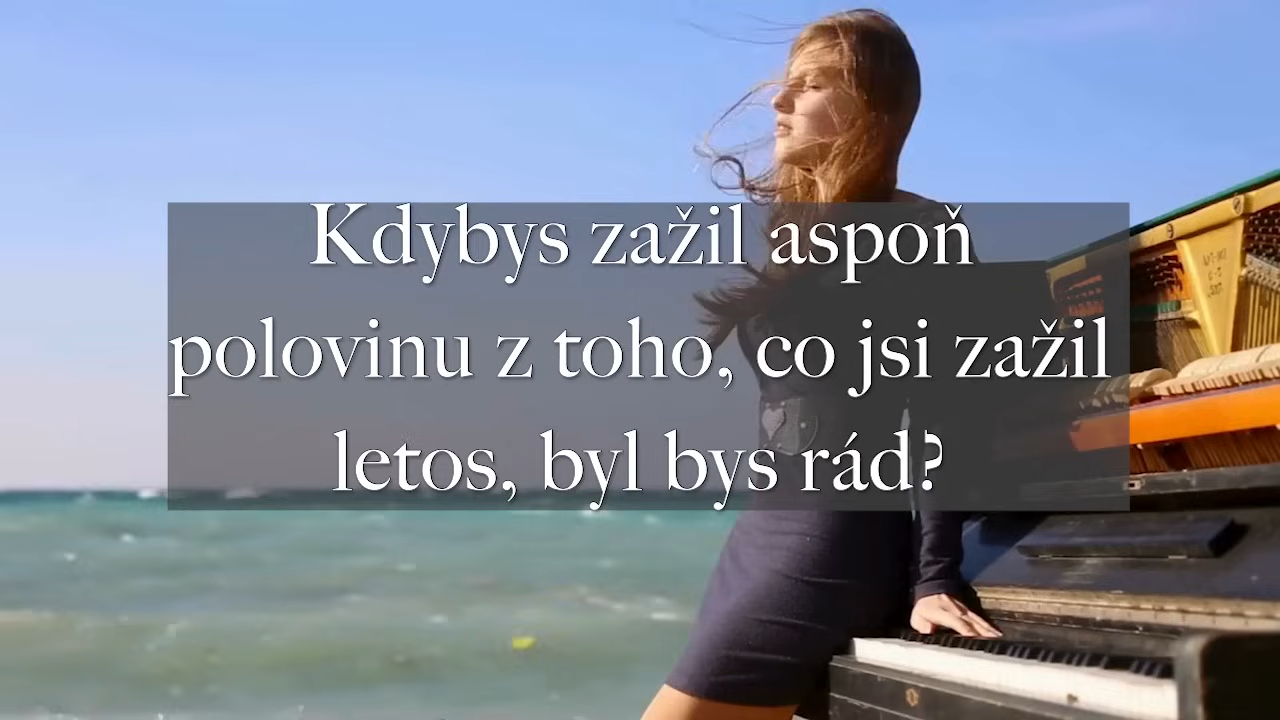 Kdybys zažil aspoň
polovinu z toho, co jsi zažil
letos, byl bys rád?